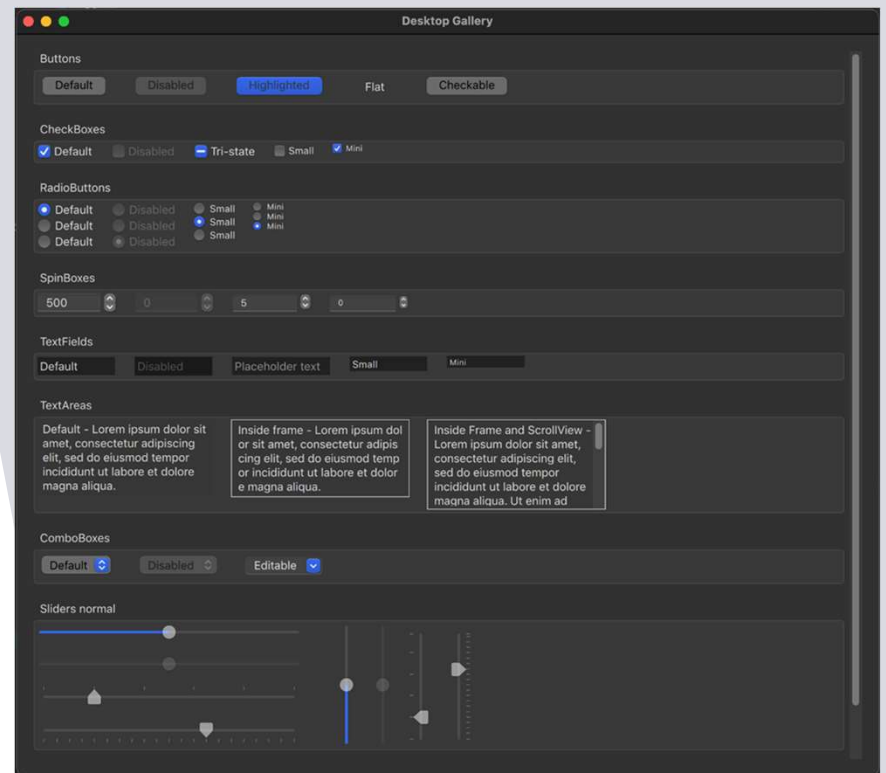 Desktop Gallery
Buttons
Default Disabled Highlighted Flat Checkable
CheckBoxes
Default Disabled Tri-state Small Mini
RadioButtons
Default Disabled Small Mini
Default Disabled Small Mini
Default Disabled Small Mini
SpinBoxes
500 0 5 0
TextFields
Default Disabled Placeholder text Small Mini
TextAreas
Default - Lorem ipsum dolor sit
amet, consectetur adipiscing
elit, sed do eiusmod tempor
incididunt ut labore et dolore
magna aliqua.
Inside frame - Lorem ipsum dol
or sit amet, consectetur adipis
cing elit, sed do eiusmod temp
or incididunt ut labore et dolor
e magna aliqua.
Inside Frame and ScrollView -
Lorem ipsum dolor sit amet,
consectetur adipiscing elit,
sed do eiusmod tempor
incididunt ut labore et dolore
magna aliqua. Ut enim ad
ComboBoxes
Default Disabled Editable
Sliders normal